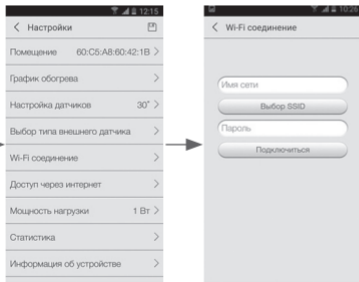 12:15
Настройки
Помещение 60:C5:A8:60:42:1B
График обогрева
Настройка датчиков 30°
Выбор типа внешнего датчика
Wi-Fi соединение
Доступ через интернет
Мощность нагрузки 1 Вт
Статистика
Информация об устройстве
10:26
Wi-Fi соединение
Имя сети
Выбор SSID
Пароль
Подключиться